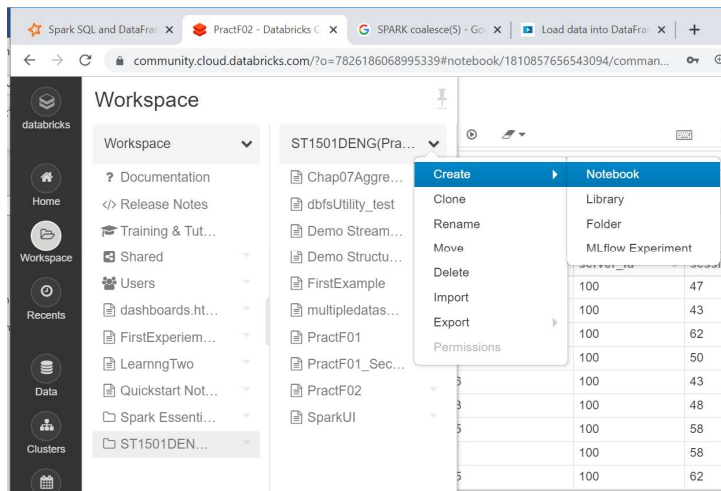 Spark SQL and DataFra
PractF02 - Databricks C
SPARK coalesce(5) - Go
Load data into DataFra
community.cloud.databricks.com/?o=7826186068995339#notebook/1810857656543094/comman...
databricks
Home
Workspace
Recents
Data
Clusters
Workspace
Workspace
? Documentation
</> Release Notes
Training & Tut...
Shared
Users
dashboards.ht...
FirstExperiem...
LearnngTwo
Quickstart Not...
Spark Essenti...
ST1501DEN...
ST1501DENG(Pra...
Chap07Aggre...
dbfsUtility_test
Demo Stream...
Demo Structu...
FirstExample
multipledatas...
PractF01
PractF01_Sec...
PractF02
SparkUI
Create
Clone
Rename
Move
Delete
Import
Export
Permissions
Notebook
Library
Folder
MLflow Experiment
server_id
100 47
100 43
100 62
100 50
100 43
100 48
100 58
100 58
100 62